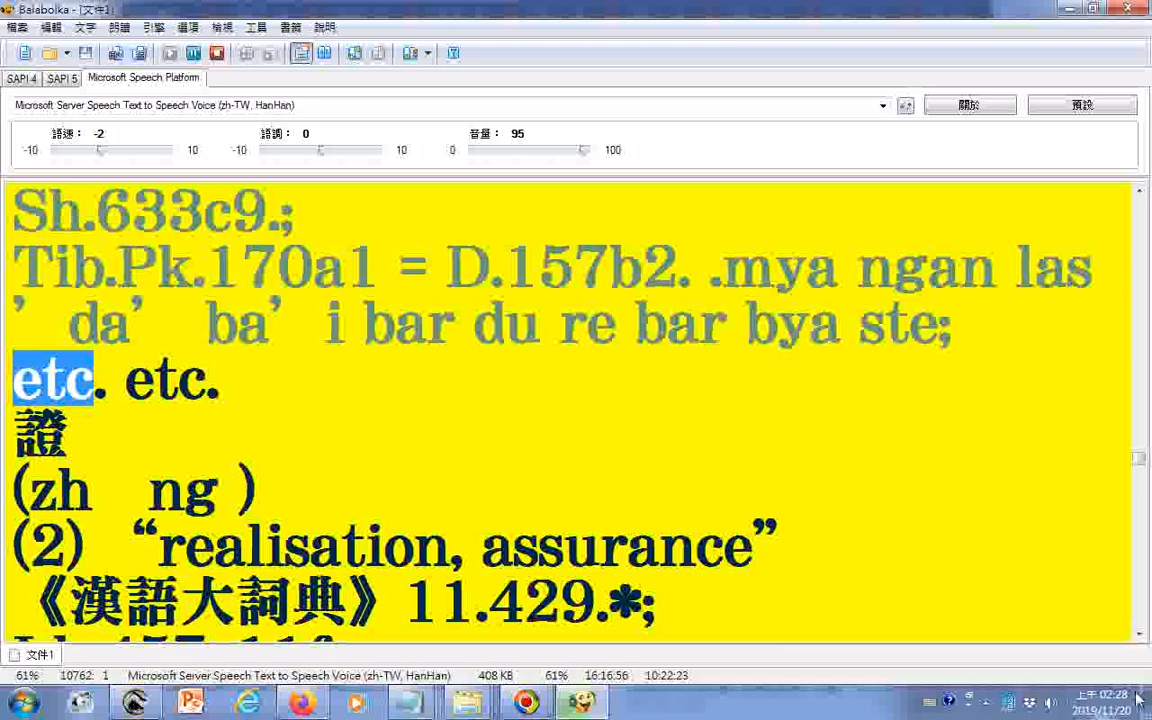 Balabolka - [文件1]
檔案 編輯 文字 朗讀 引擎 選項 檢視 工具 書籤 說明
SAPI 4 SAPI 5 Microsoft Speech Platform
Microsoft Server Speech Text to Speech Voice (zh-TW, HanHan) 關於 預設
語速： -2 語調： 0 音量： 95
-10 10 -10 10 0 100
Sh.633c9.;
Tib.Pk.170a1 = D.157b2. .mya ngan las
’ da’ ba’ i bar du re bar bya ste;
etc. etc.
證
(zh ng )
(2) “realisation, assurance”
《漢語大詞典》11.429.*;
文件1
61% 10762: 1 Microsoft Server Speech Text to Speech Voice (zh-TW, HanHan) 408 KB 61% 16:16:56 10:22:23
上午 02:28
2019/11/20